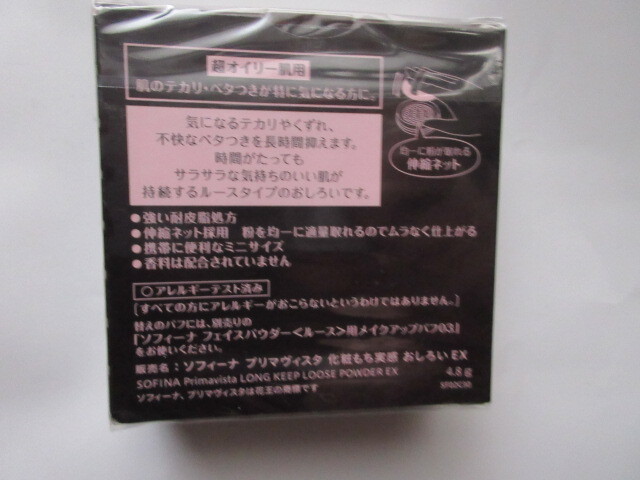 超オイリー肌用
肌のテカリ・ベタつきが特に気になる方に。
気になるテカリやくずれ、
不快なベタつきを長時間抑えます。
時間がたっても
サラサラな気持ちのいい肌が
持続するルースタイプのおしろいです。
均一に粉が取れる
伸縮ネット
●強い耐皮脂処方
●伸縮ネット採用 粉を均一に適量取れるのでムラなく仕上がる
●携帯に便利なミニサイズ
●香料は配合されていません
○アレルギーテスト済み
[すべての方にアレルギーがおこらないというわけではありません。]
替えのパフには、別売りの
『ソフィーナ フェイスパウダー<ルース>用メイクアップパフ03』
をお使いください。
販売名:ソフィーナ プリマヴィスタ 化粧もち実感 おしろい EX
SOFINA Primavista LONG KEEP LOOSE POWDER EX
4.8 g
ソフィーナ、プリマヴィスタは花王の商標です